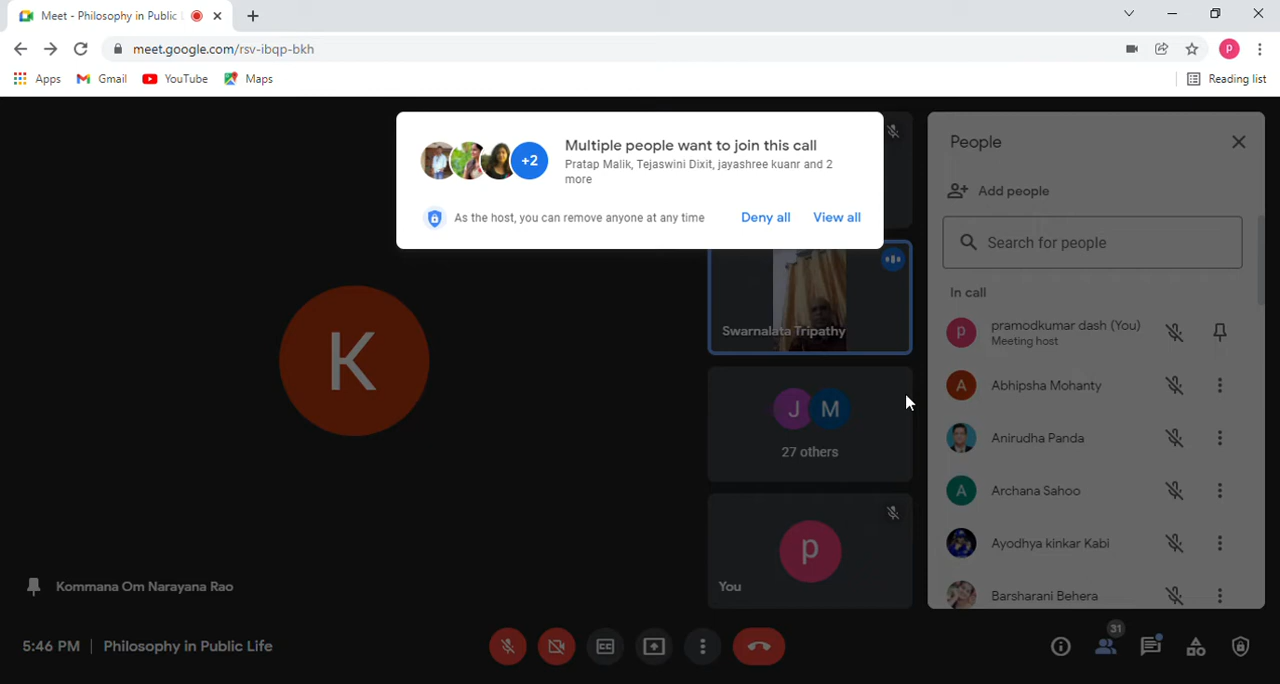 Meet - Philosophy in Public
meet.google.com/rsv-ibqp-bkh
P
Apps
Gmail
YouTube
Maps
Reading list
+2
Multiple people want to join this call
Pratap Malik, Tejaswini Dixit, jayashree kuanr and 2
more
As the host, you can remove anyone at any time
Deny all
View all
K
Kommana Om Narayana Rao
Swarnalata Tripathy
J
M
27 others
p
You
People
Add people
Search for people
In call
p
pramodkumar dash (You)
Meeting host
A
Abhipsha Mohanty
Anirudha Panda
A
Archana Sahoo
Ayodhya kinkar Kabi
Barsharani Behera
5:46 PM | Philosophy in Public Life
CC
31